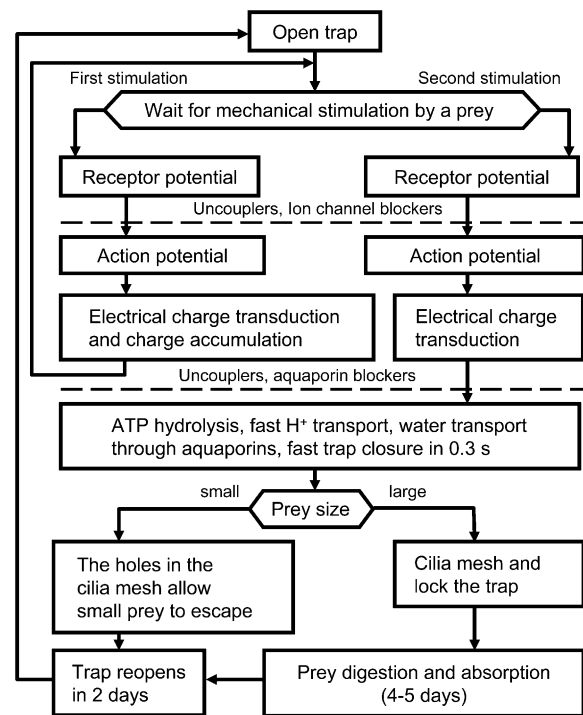 Open trap
First stimulation
Second stimulation
Wait for mechanical stimulation by a prey
Receptor potential
Receptor potential
Uncouplers, Ion channel blockers
Action potential
Action potential
Electrical charge transduction
and charge accumulation
Electrical charge
transduction
Uncouplers, aquaporin blockers
ATP hydrolysis, fast H⁺ transport, water transport
through aquaporins, fast trap closure in 0.3 s
small
large
Prey size
The holes in the
cilia mesh allow
small prey to escape
Cilia mesh and
lock the trap
Trap reopens
in 2 days
Prey digestion and absorption
(4-5 days)